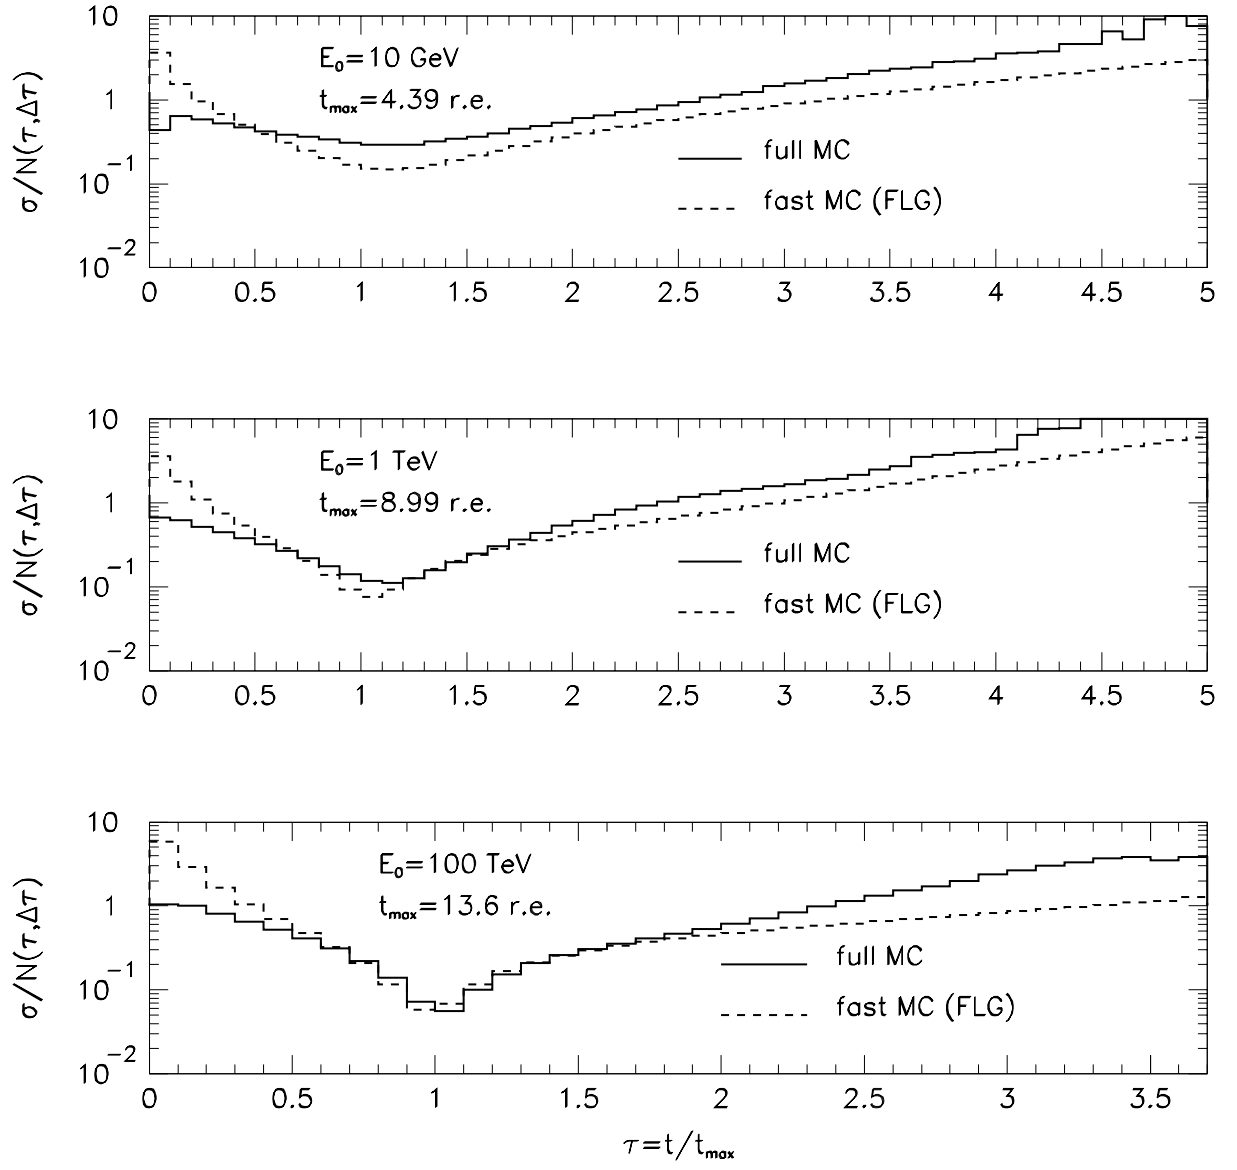 10
E₀=10 GeV
t_max=4.39 r.e.
1
full MC
10⁻¹
fast MC (FLG)
10⁻²
σ/N(τ,Δτ)
0 0.5 1 1.5 2 2.5 3 3.5 4 4.5 5
10
E₀=1 TeV
t_max=8.99 r.e.
1
full MC
10⁻¹
fast MC (FLG)
10⁻²
σ/N(τ,Δτ)
0 0.5 1 1.5 2 2.5 3 3.5 4 4.5 5
10
E₀=100 TeV
t_max=13.6 r.e.
1
full MC
10⁻¹
fast MC (FLG)
10⁻²
σ/N(τ,Δτ)
0 0.5 1 1.5 2 2.5 3 3.5
τ=t/t_max